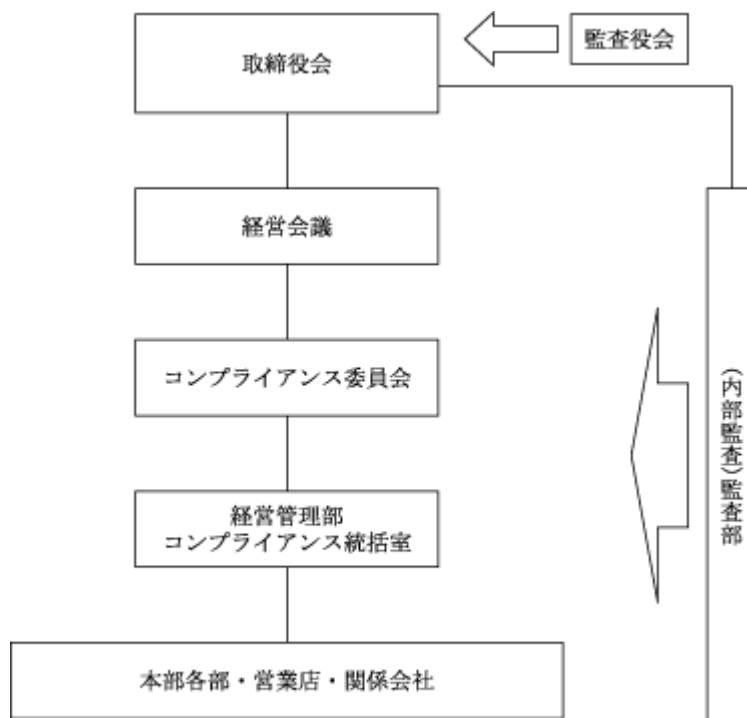 取締役会
監査役会
経営会議
コンプライアンス委員会
経営管理部
コンプライアンス統括室
本部各部・営業店・関係会社
(内部監査)監査部